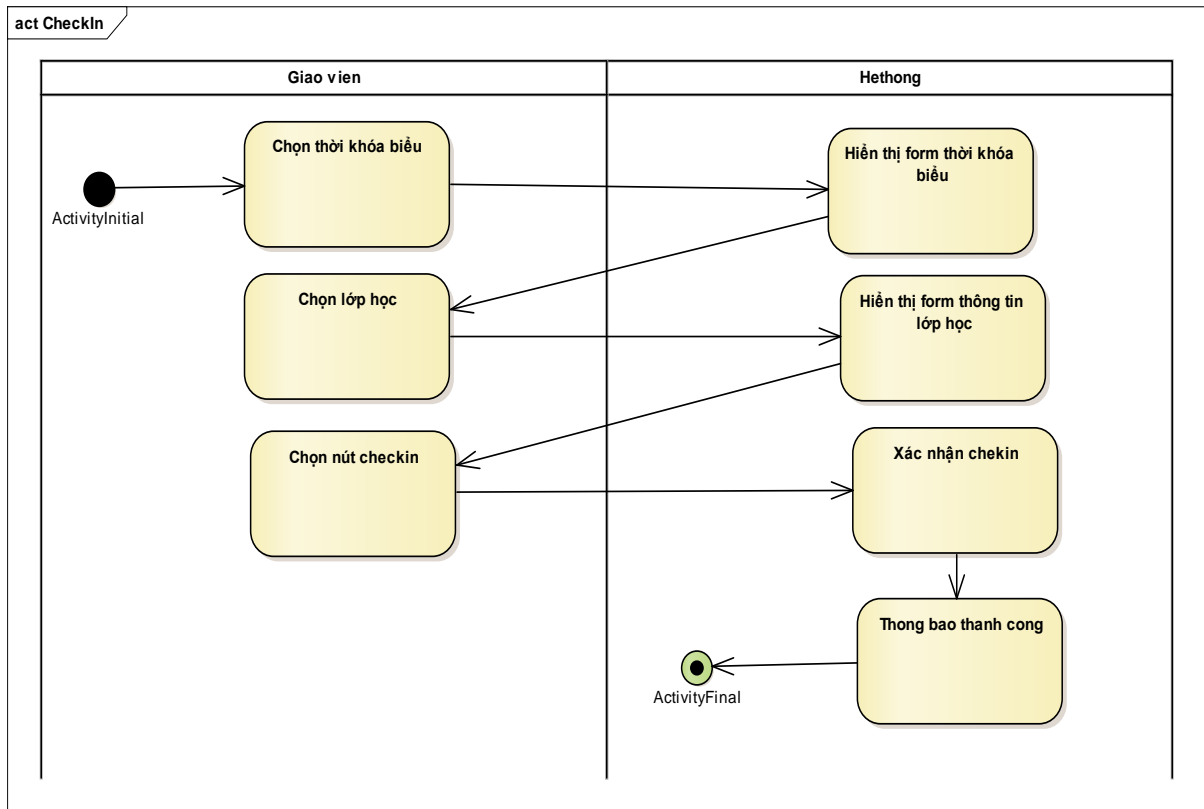 act CheckIn
Giao vien
Hethong
Chọn thời khóa biểu
Hiển thị form thời khóa
biểu
ActivityInitial
Chọn lớp học
Hiển thị form thông tin
lớp học
Chọn nút checkin
Xác nhận chekin
Thong bao thanh cong
ActivityFinal